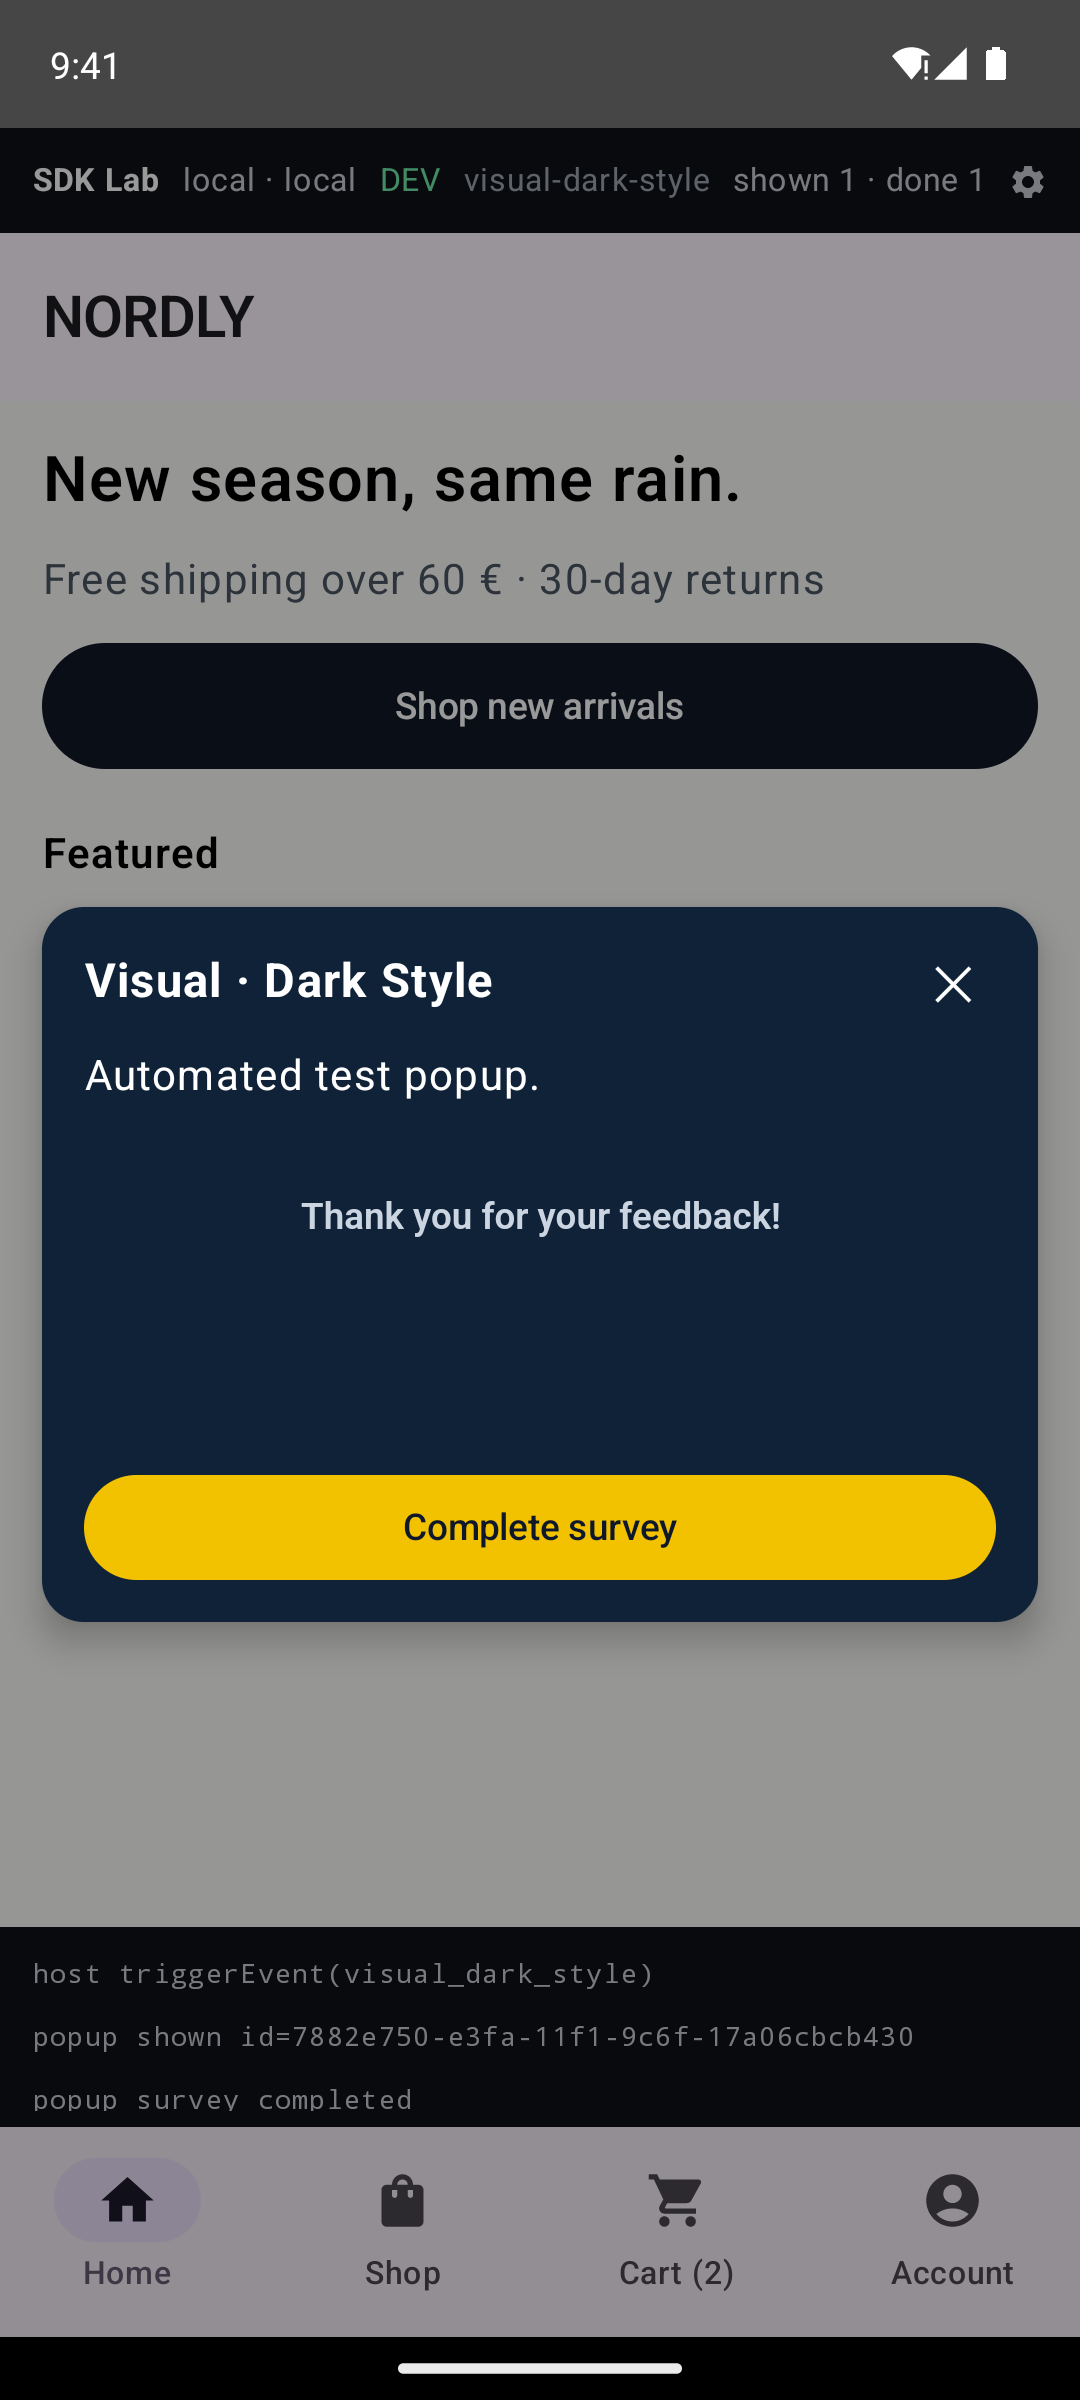 9:41
SDK Lab local · local DEV visual-dark-style shown 1 · done 1
NORDLY
New season, same rain.
Free shipping over 60 € · 30-day returns
Shop new arrivals
Featured
Visual · Dark Style
Automated test popup.
Thank you for your feedback!
Complete survey
host triggerEvent(visual_dark_style)
popup shown id=7882e750-e3fa-11f1-9c6f-17a06cbcb430
popup survey completed
Home Shop Cart (2) Account